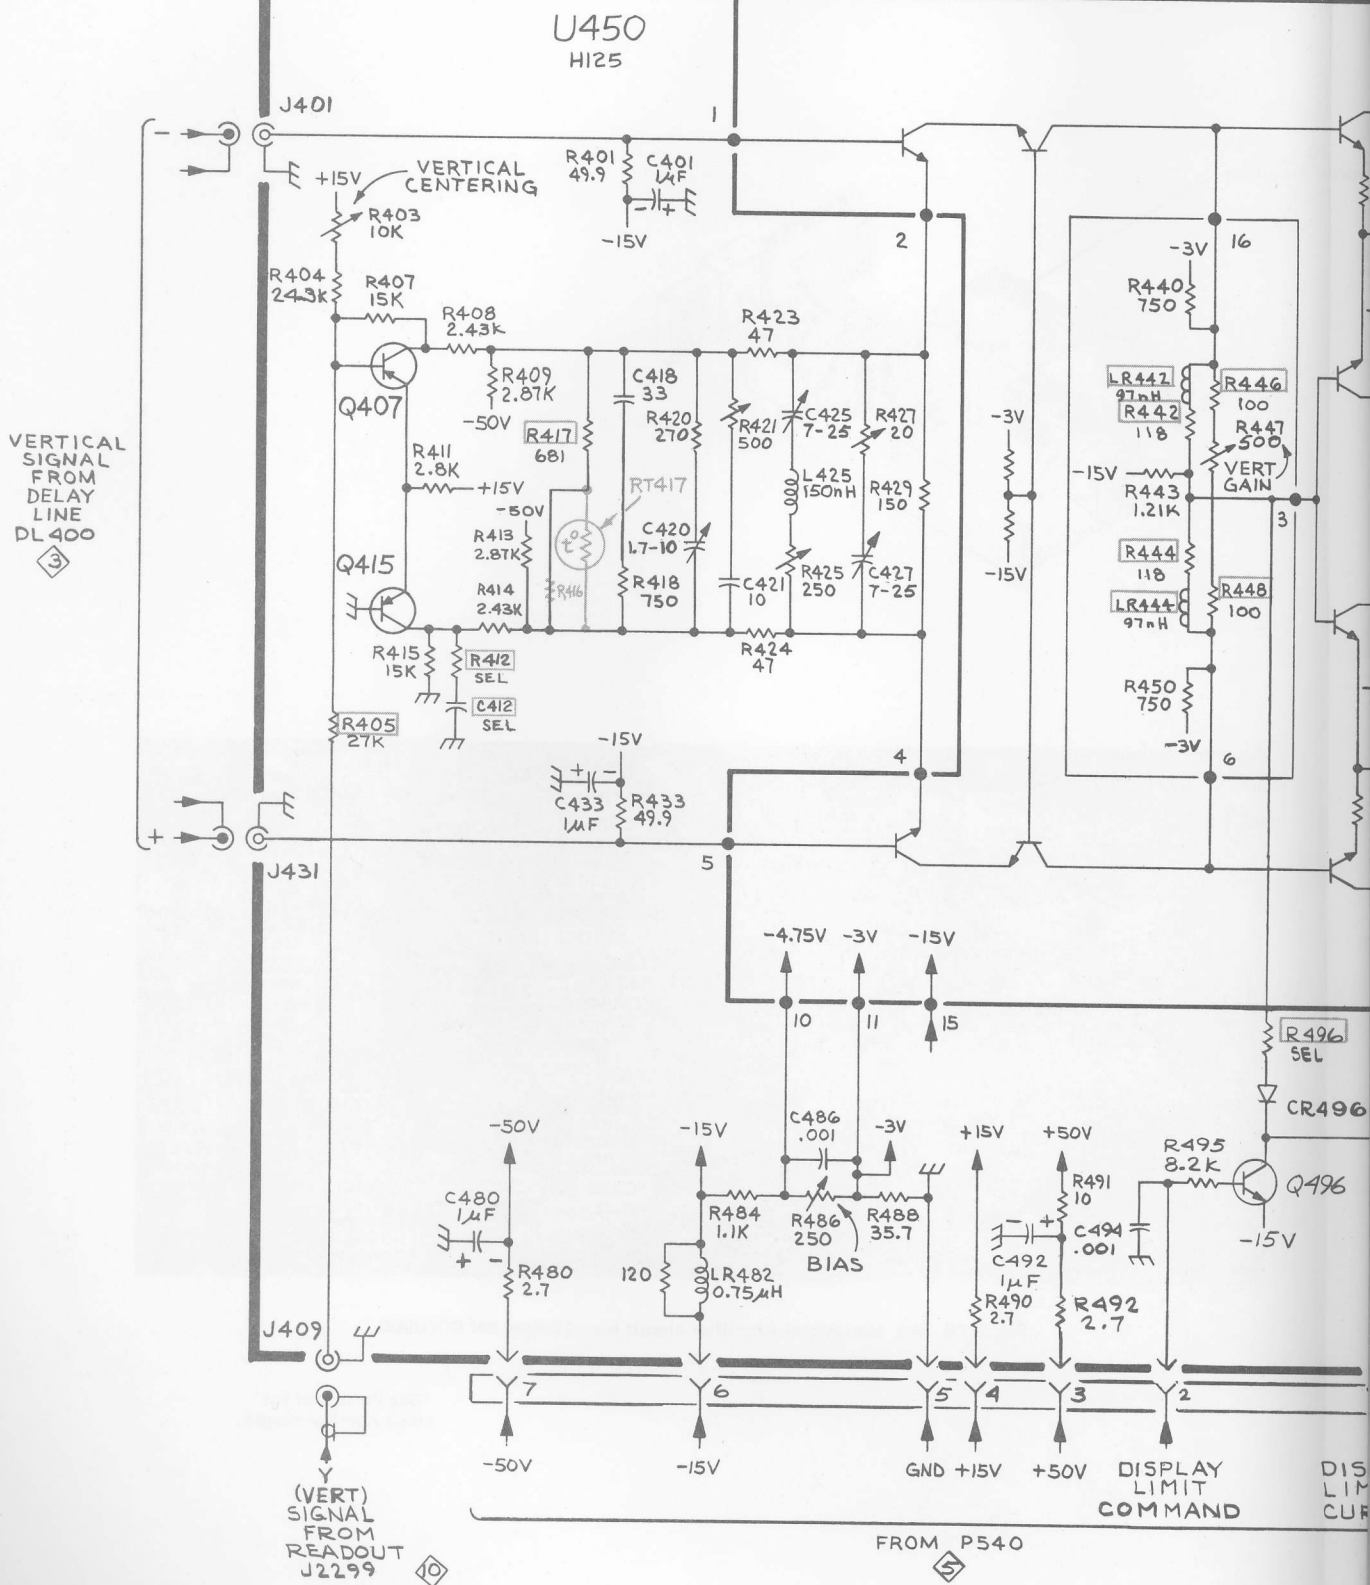 U450
H125
J401
1
−
+15V
VERTICAL
CENTERING
R403
10K
R401
49.9
C401
1µF
− +
-15V
2
16
-3V
R440
750
R404
24.3K
R407
15K
R408
2.43K
R409
2.87K
-50V
Q407
R411
2.8K
+15V
R417
681
C418
33
R420
270
R423
47
R421
500
C425
7-25
R427
20
-3V
LR442
97nH
R442
118
R446
100
R447
500
VERT
GAIN
-15V
R443
1.21K
3
VERTICAL
SIGNAL
FROM
DELAY
LINE
DL400
3
-50V
R413
2.87K
t°
RT417
L425
150nH
R429
150
C420
1.7-10
-15V
R444
118
LR444
97nH
R448
100
Q415
R414
2.43K
R416
R418
750
C421
10
R425
250
C427
7-25
R424
47
R415
15K
R412
SEL
C412
SEL
R450
750
-3V
6
R405
27K
-15V
+ −
C433
1µF
R433
49.9
4
+
J431
5
-4.75V
-3V
-15V
10
11
15
R496
SEL
CR496
-50V
C480
1µF
+ −
R480
2.7
-15V
120
LR482
0.75µH
C486
.001
-3V
R484
1.1K
R486
250
R488
35.7
BIAS
+15V
+50V
R491
10
− +
C492
1µF
C494
.001
R495
8.2K
Q496
-15V
R490
2.7
R492
2.7
J409
7
6
5
4
3
2
-50V
-15V
GND
+15V
+50V
DISPLAY
LIMIT
COMMAND
Y
(VERT)
SIGNAL
FROM
READOUT
J2299
10
FROM P540
5